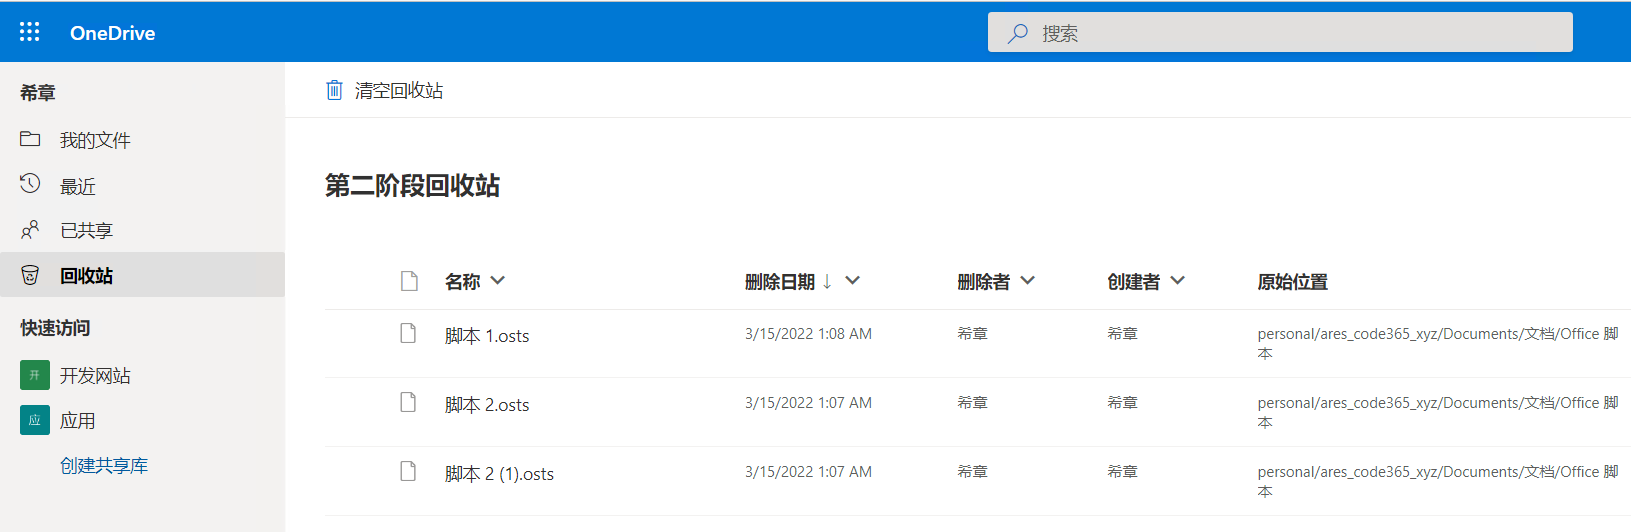 OneDrive
搜索
希章
我的文件
最近
已共享
回收站
快速访问
开 开发网站
应 应用
创建共享库
清空回收站
第二阶段回收站
名称 删除日期 ↓ 删除者 创建者 原始位置
脚本 1.osts 3/15/2022 1:08 AM 希章 希章 personal/ares_code365_xyz/Documents/文档/Office 脚
本
脚本 2.osts 3/15/2022 1:07 AM 希章 希章 personal/ares_code365_xyz/Documents/文档/Office 脚
本
脚本 2 (1).osts 3/15/2022 1:07 AM 希章 希章 personal/ares_code365_xyz/Documents/文档/Office 脚
本